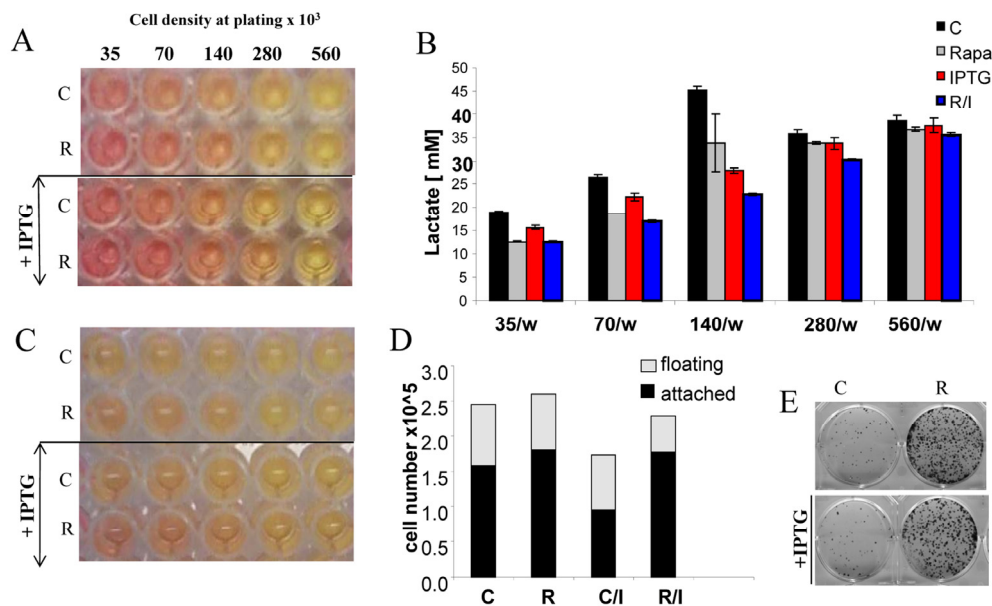 A
Cell density at plating x 10³
35 70 140 280 560
C
R
+ IPTG
C
R
B
C
Rapa
IPTG
R/I
Lactate [ mM]
50
45
40
35
30
25
20
15
10
5
0
35/w 70/w 140/w 280/w 560/w
C
C
R
+ IPTG
C
R
D
floating
attached
cell number x10^5
3.0
2.5
2.0
1.5
1.0
0.5
0.0
C R C/I R/I
E
C R
+IPTG